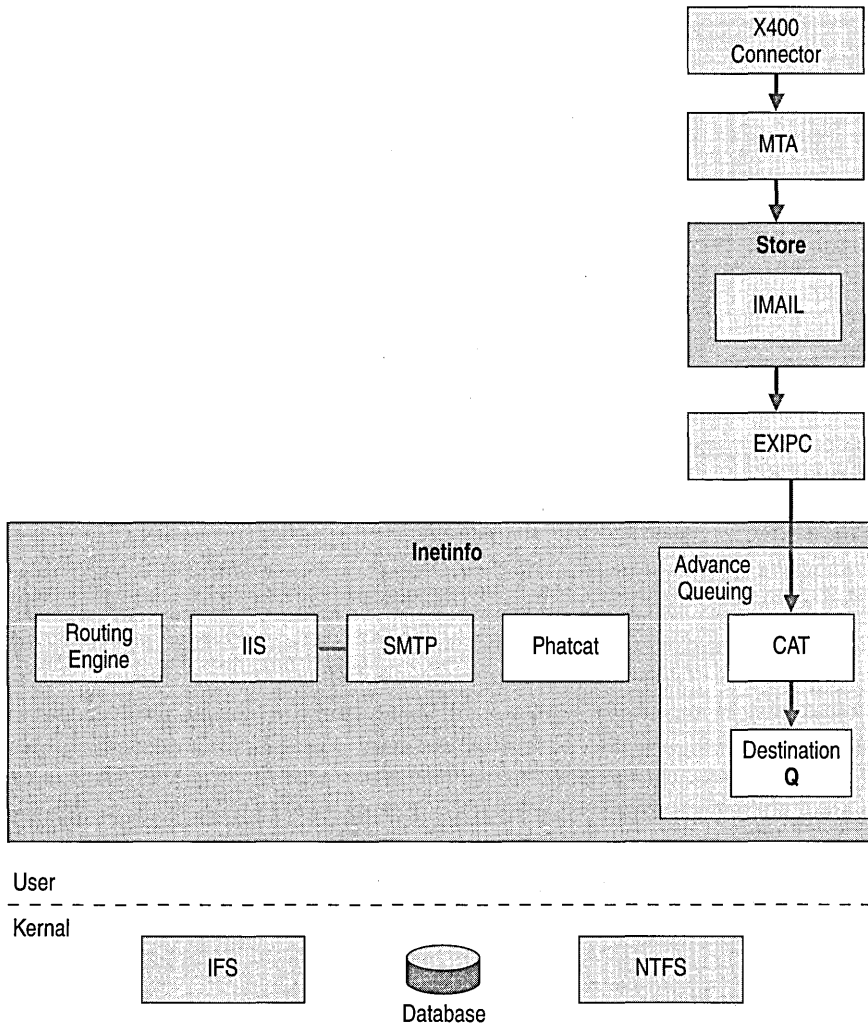 X400
Connector
MTA
Store
IMAIL
EXIPC
Inetinfo
Advance
Queuing
Routing
Engine
IIS
SMTP
Phatcat
CAT
Destination
Q
User
Kernal
IFS
Database
NTFS